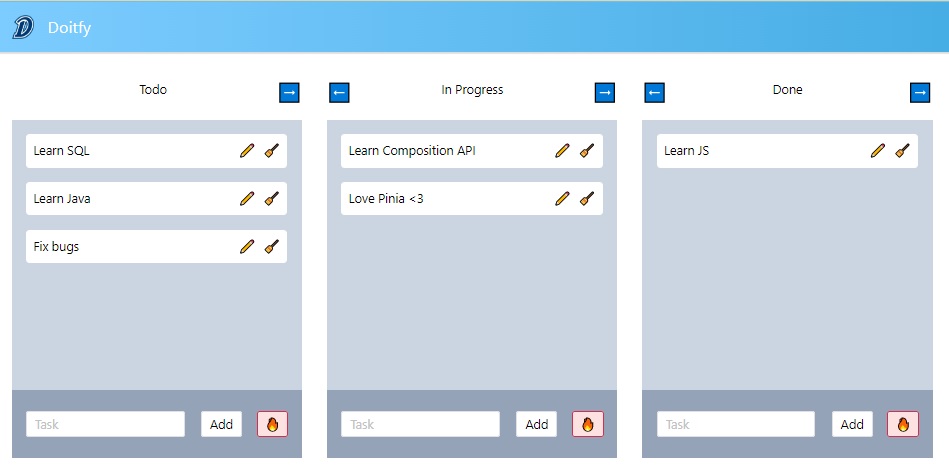 D Doitfy
Todo
Learn SQL
Learn Java
Fix bugs
Task Add
In Progress
Learn Composition API
Love Pinia <3
Task Add
Done
Learn JS
Task Add